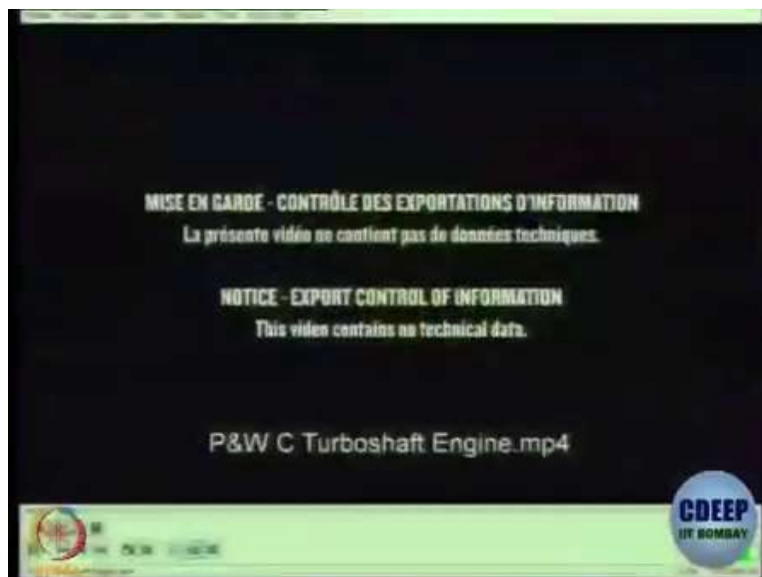 MISE EN GARDE - CONTRÔLE DES EXPORTATIONS D'INFORMATION
La présente vidéo ne contient pas de données techniques.
NOTICE - EXPORT CONTROL OF INFORMATION
This video contains no technical data.
P&W C Turboshaft Engine.mp4
CDEEP
IIT BOMBAY